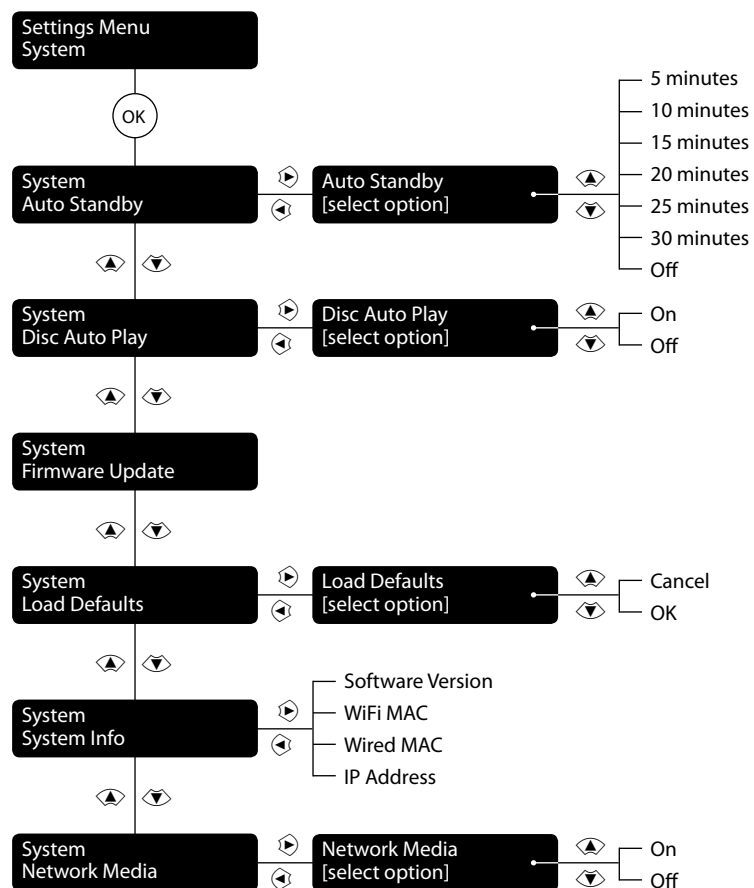 Settings Menu
System
OK
System
Auto Standby
Auto Standby
[select option]
5 minutes
10 minutes
15 minutes
20 minutes
25 minutes
30 minutes
Off
System
Disc Auto Play
Disc Auto Play
[select option]
On
Off
System
Firmware Update
System
Load Defaults
Load Defaults
[select option]
Cancel
OK
System
System Info
Software Version
WiFi MAC
Wired MAC
IP Address
System
Network Media
Network Media
[select option]
On
Off